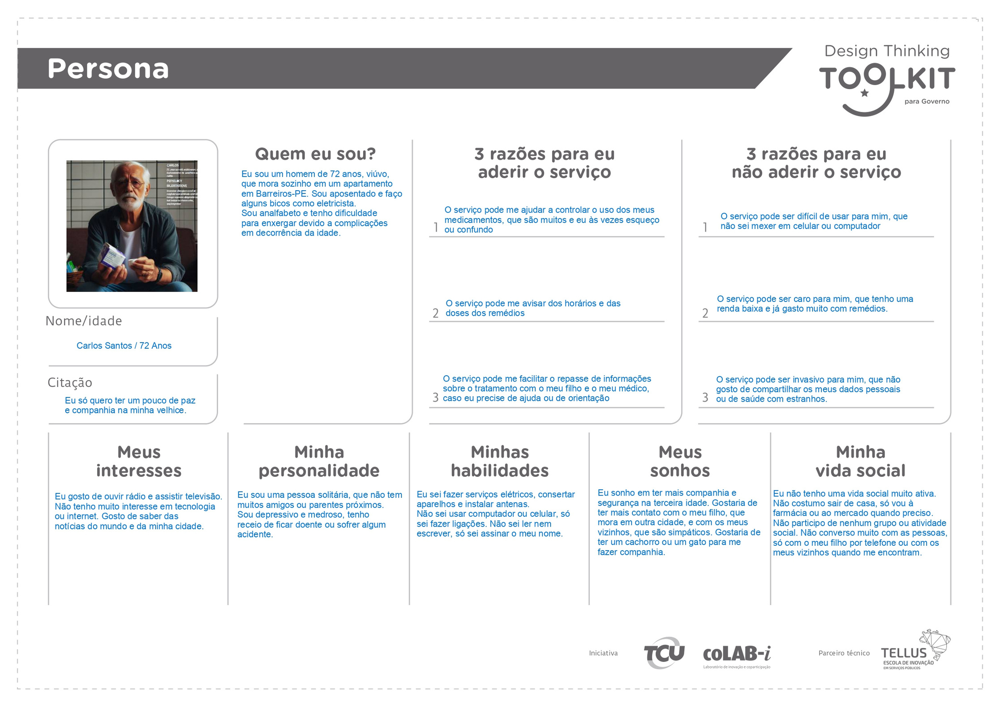 Persona
Design Thinking
TOOLKIT
para Governo
CARLOS
Nome/idade
Carlos Santos / 72 Anos
Citação
Eu só quero ter um pouco de paz
e companhia na minha velhice.
Quem eu sou?
Eu sou um homem de 72 anos, viúvo,
que mora sozinho em um apartamento
em Barreiros-PE. Sou aposentado e faço
alguns bicos como eletricista.
Sou analfabeto e tenho dificuldade
para enxergar devido a complicações
em decorrência da idade.
3 razões para eu
aderir o serviço
O serviço pode me ajudar a controlar o uso dos meus
medicamentos, que são muitos e eu às vezes esqueço
1 ou confundo
O serviço pode me avisar dos horários e das
2 doses dos remédios
O serviço pode me facilitar o repasse de informações
sobre o tratamento com o meu filho e o meu médico,
3 caso eu precise de ajuda ou de orientação
3 razões para eu
não aderir o serviço
O serviço pode ser difícil de usar para mim, que
1 não sei mexer em celular ou computador
O serviço pode ser caro para mim, que tenho uma
2 renda baixa e já gasto muito com remédios.
O serviço pode ser invasivo para mim, que não
gosto de compartilhar os meus dados pessoais
3 ou de saúde com estranhos.
Meus
interesses
Eu gosto de ouvir rádio e assistir televisão.
Não tenho muito interesse em tecnologia
ou internet. Gosto de saber das
notícias do mundo e da minha cidade.
Minha
personalidade
Eu sou uma pessoa solitária, que não tem
muitos amigos ou parentes próximos.
Sou depressivo e medroso, tenho
receio de ficar doente ou sofrer algum
acidente.
Minhas
habilidades
Eu sei fazer serviços elétricos, consertar
aparelhos e instalar antenas.
Não sei usar computador ou celular, só
sei fazer ligações. Não sei ler nem
escrever, só sei assinar o meu nome.
Meus
sonhos
Eu sonho em ter mais companhia e
segurança na terceira idade. Gostaria de
ter mais contato com o meu filho, que
mora em outra cidade, e com os meus
vizinhos, que são simpáticos. Gostaria de
ter um cachorro ou um gato para me
fazer companhia.
Minha
vida social
Eu não tenho uma vida social muito ativa.
Não costumo sair de casa, só vou à
farmácia ou ao mercado quando preciso.
Não participo de nenhum grupo ou atividade
social. Não converso muito com as pessoas,
só com o meu filho por telefone ou com os
meus vizinhos quando me encontram.
Iniciativa
TCU
coLAB-i
Laboratório de inovação e coparticipação
Parceiro técnico
TELLUS
ESCOLA DE INOVAÇÃO
EM SERVIÇOS PÚBLICOS